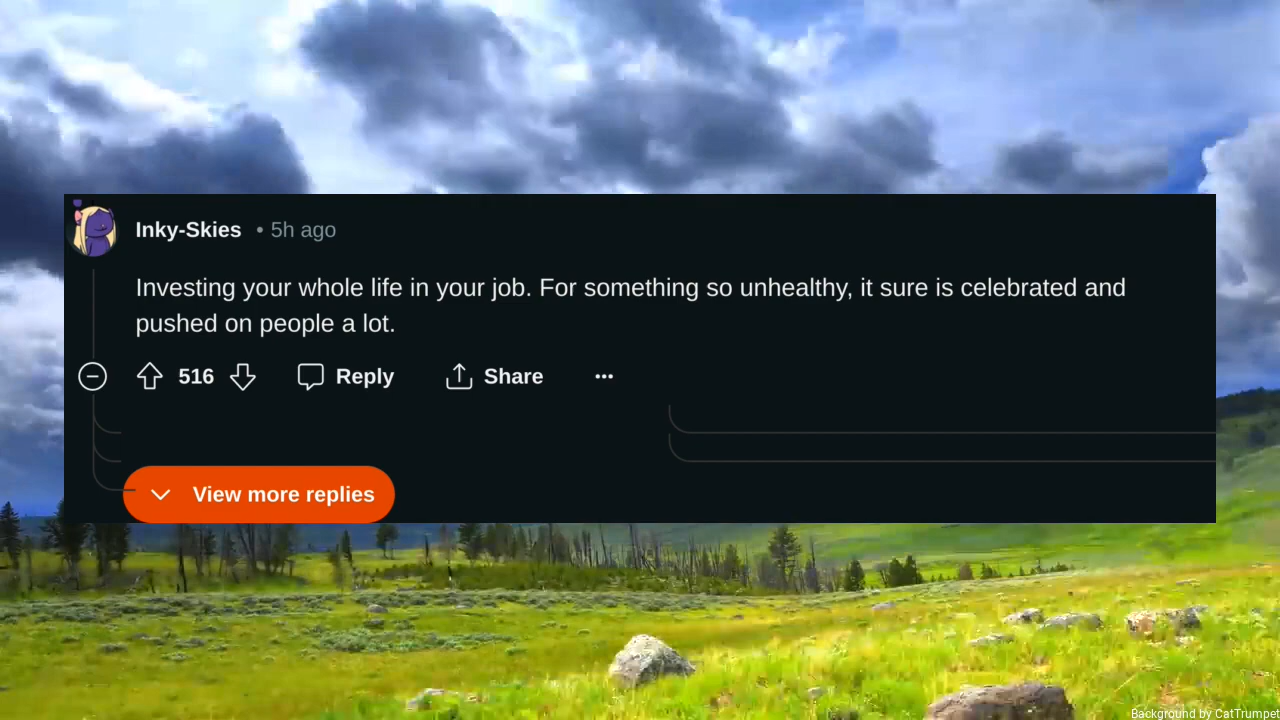 Inky-Skies • 5h ago
Investing your whole life in your job. For something so unhealthy, it sure is celebrated and
pushed on people a lot.
516 Reply Share ...
View more replies
Background by CatTrumpet